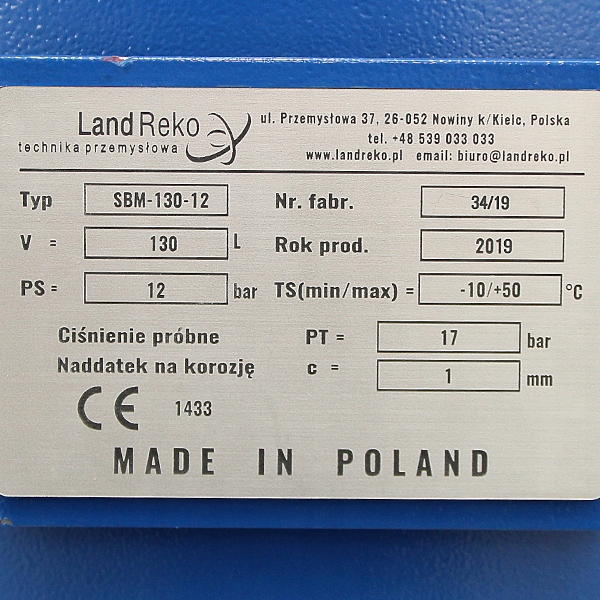 Land Reko
technika przemysłowa
ul. Przemysłowa 37, 26-052 Nowiny k/Kielc, Polska
tel. +48 539 033 033
www.landreko.pl email: biuro@landreko.pl
Typ SBM-130-12 Nr. fabr. 34/19
V = 130 L Rok prod. 2019
PS = 12 bar TS(min/max) = -10/+50 °C
Ciśnienie próbne PT = 17 bar
Naddatek na korozję c = 1 mm
CE 1433
MADE IN POLAND